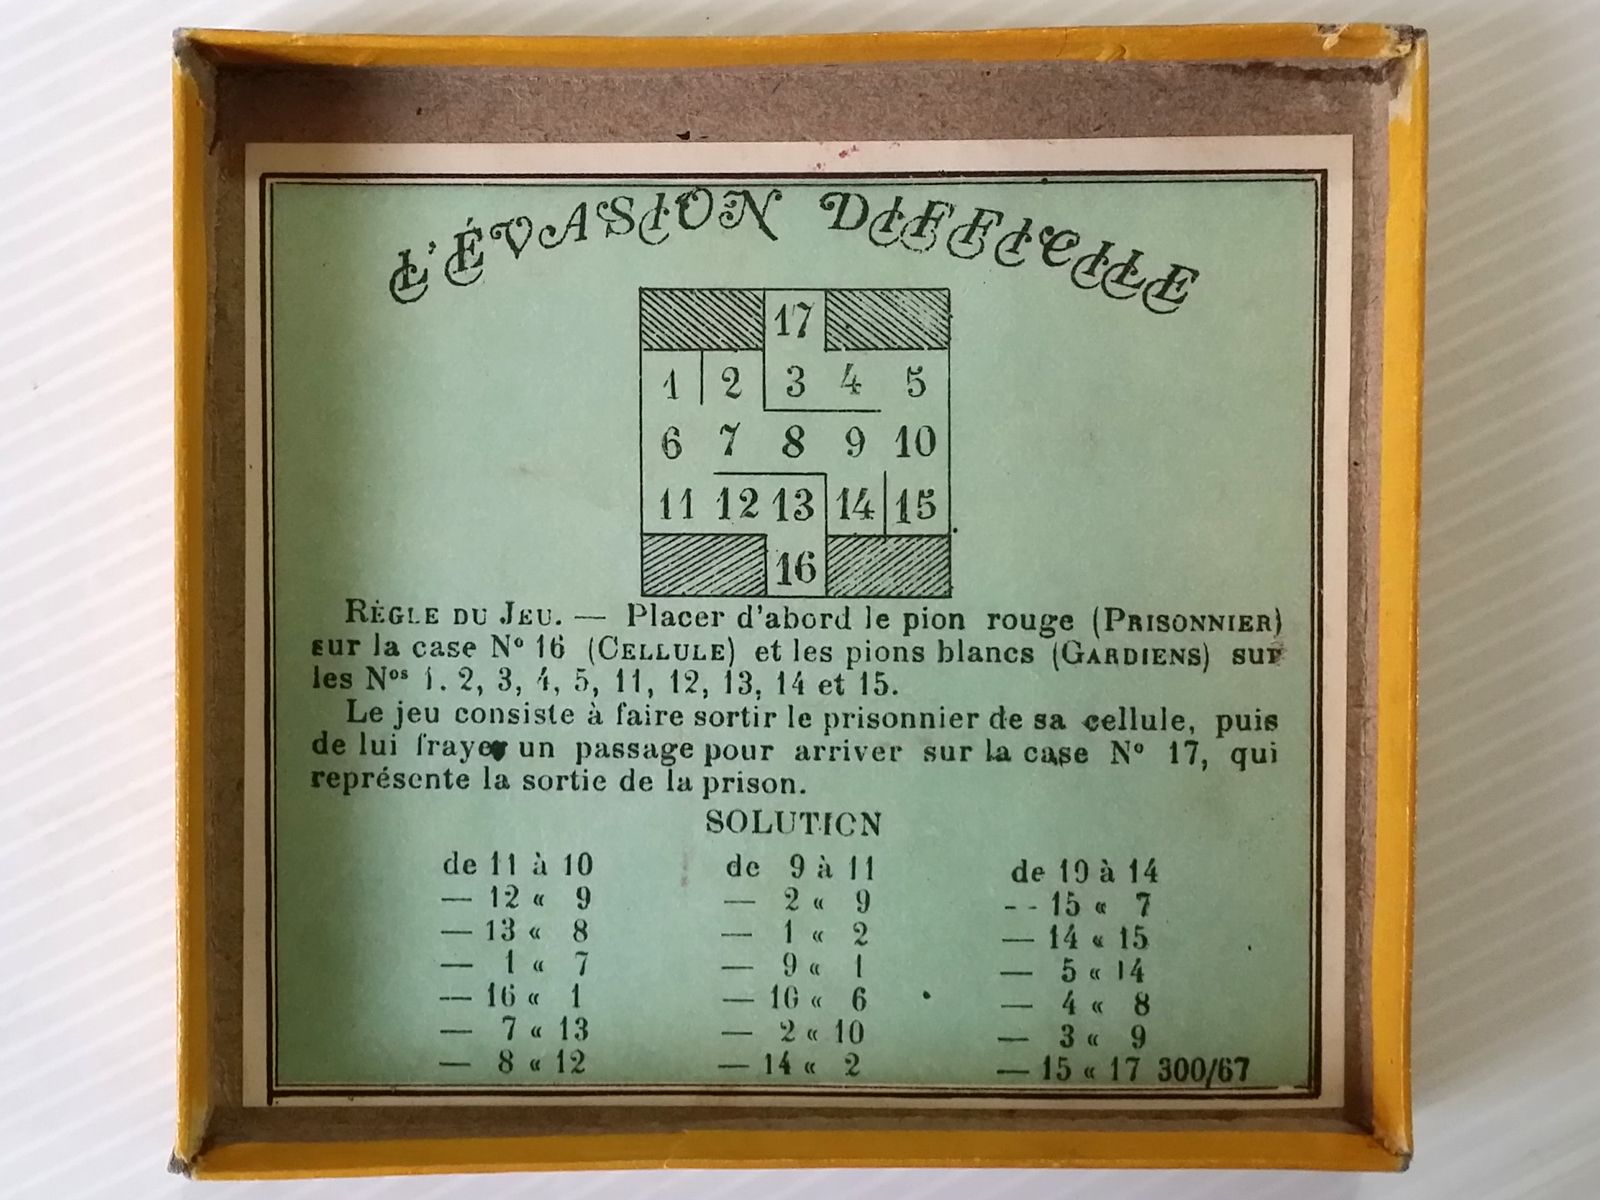 L'ÉVASION DIFFICILE
17
1 2 3 4 5
6 7 8 9 10
11 12 13 14 15
16
RÈGLE DU JEU. — Placer d'abord le pion rouge (PRISONNIER)
sur la case N° 16 (CELLULE) et les pions blancs (GARDIENS) sur
les Nos 1. 2, 3, 4, 5, 11, 12, 13, 14 et 15.
Le jeu consiste à faire sortir le prisonnier de sa cellule, puis
de lui frayer un passage pour arriver sur la case N° 17, qui
représente la sortie de la prison.
SOLUTION
de 11 à 10
— 12 « 9
— 13 « 8
— 1 « 7
— 16 « 1
— 7 « 13
— 8 « 12
de 9 à 11
— 2 « 9
— 1 « 2
— 9 « 1
— 16 « 6
— 2 « 10
— 14 « 2
de 10 à 14
— 15 « 7
— 14 « 15
— 5 « 14
— 4 « 8
— 3 « 9
— 15 « 17 300/67